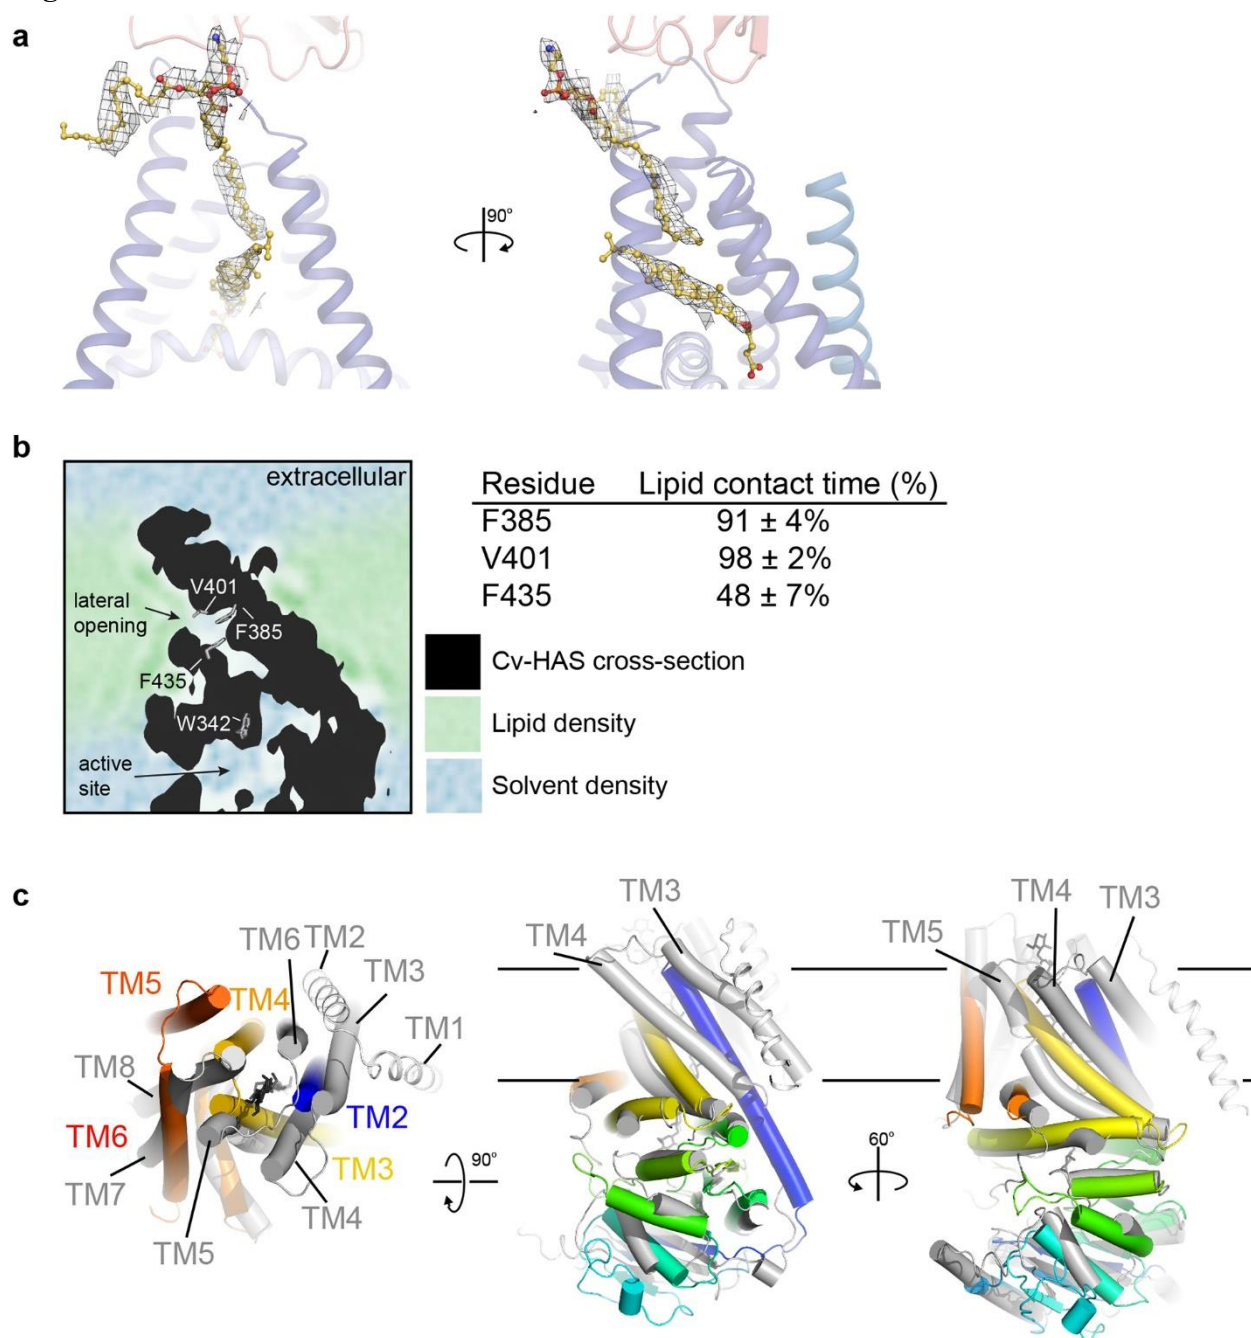 a
90°
b
extracellular
V401
lateral
opening
F385
F435
W342
active
site
Residue Lipid contact time (%)
F385 91 ± 4%
V401 98 ± 2%
F435 48 ± 7%
Cv-HAS cross-section
Lipid density
Solvent density
c
TM6
TM2
TM3
TM5
TM4
TM1
TM8
TM6
TM2
TM7
TM3
TM5
TM4
90°
TM3
TM4
60°
TM4
TM3
TM5